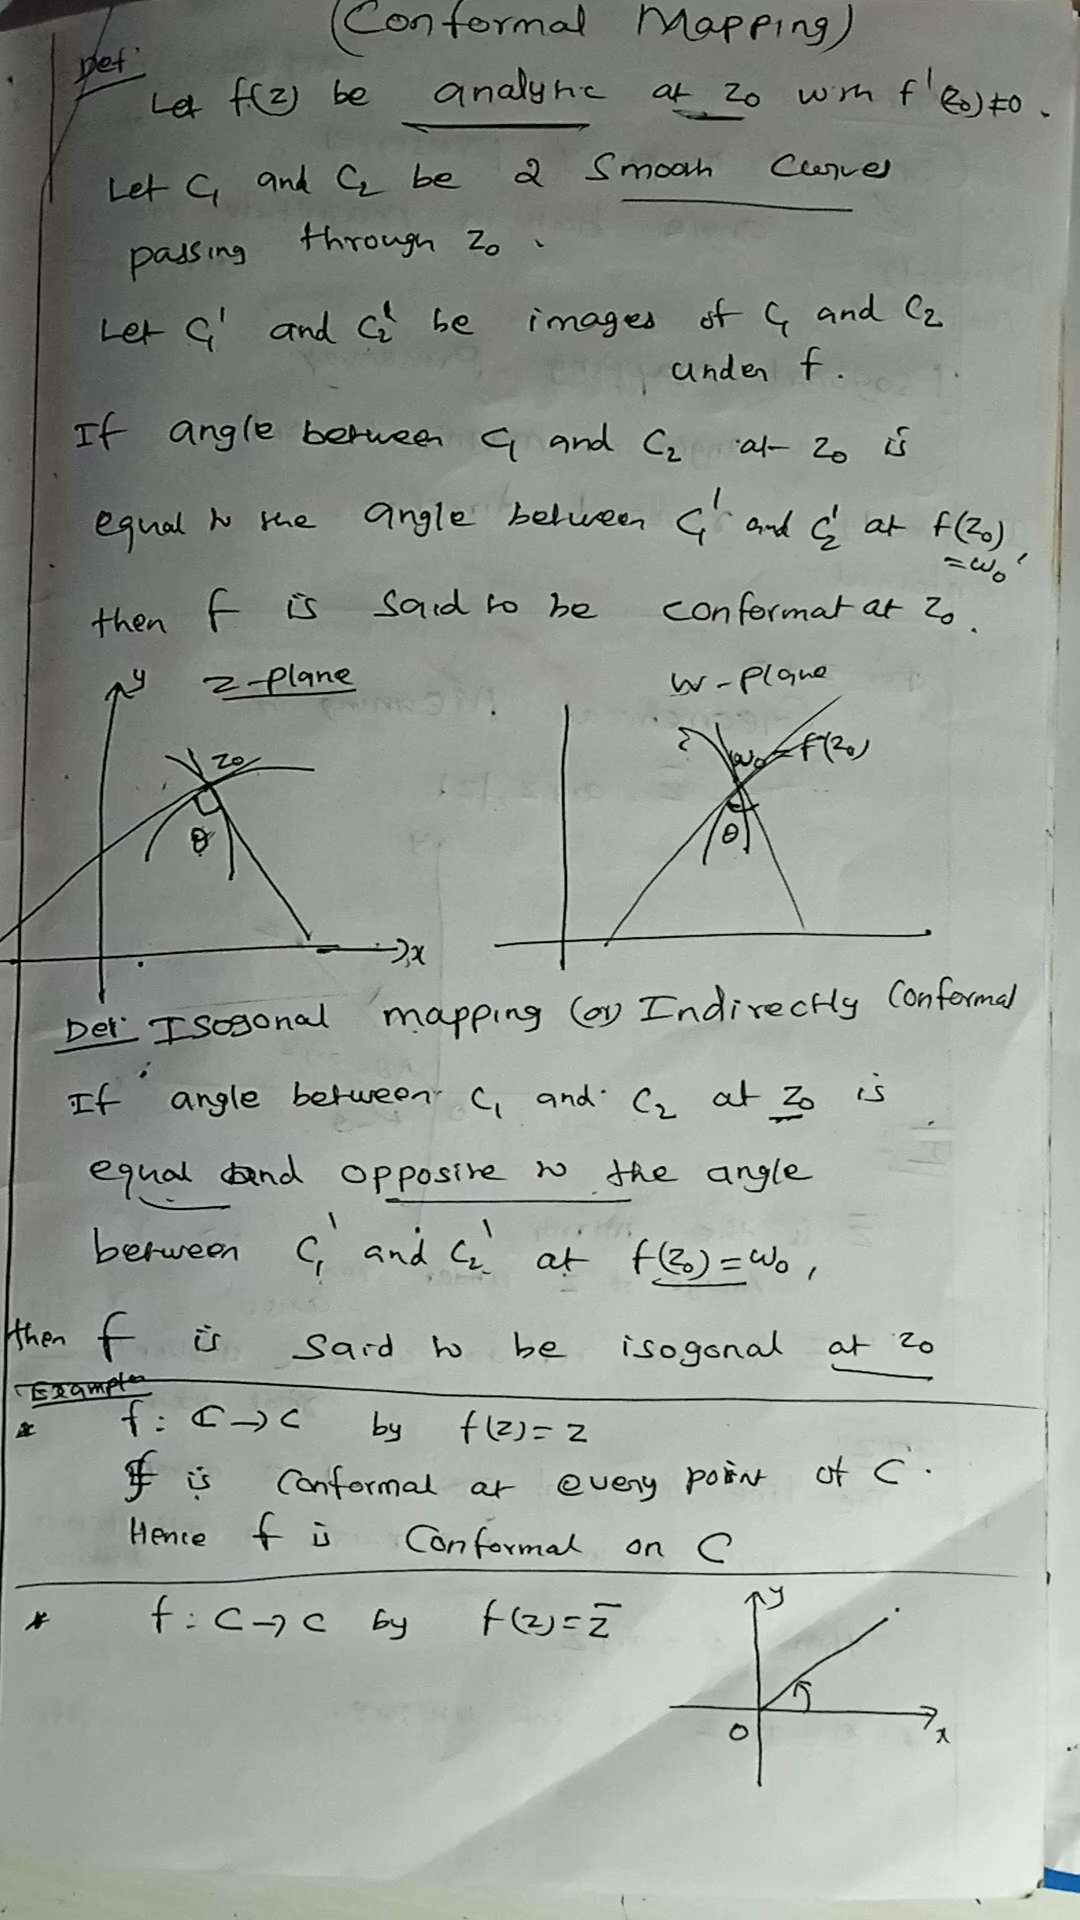 (Conformal Mapping)
Def:
Let f(z) be analytic at z₀ with f'(z₀)≠0.
Let C₁ and C₂ be 2 smooth curves
passing through z₀.
Let C₁' and C₂' be images of C₁ and C₂
under f.
If angle between C₁ and C₂ at z₀ is
equal to the angle between C₁' and C₂' at f(z₀)
=w₀,
then f is said to be conformal at z₀.
y z-plane w-plane
z₀ w₀=f(z₀)
θ θ
x
Def: Isogonal mapping (or) Indirectly Conformal
If angle between C₁ and C₂ at z₀ is
equal and opposite to the angle
between C₁' and C₂' at f(z₀)=w₀,
then f is said to be isogonal at z₀
Example
* f: C→C by f(z)=z
f is conformal at every point of C.
Hence f is conformal on C
* f: C→C by f(z)=z̄
y
O x